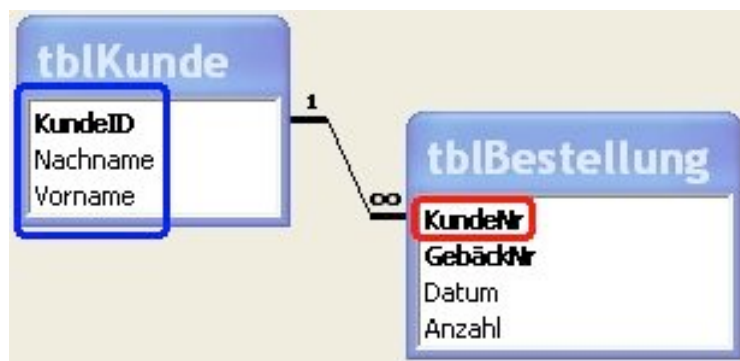 tblKunde
KundeID
Nachname
Vorname
1
∞
tblBestellung
KundeNr
GebäckNr
Datum
Anzahl